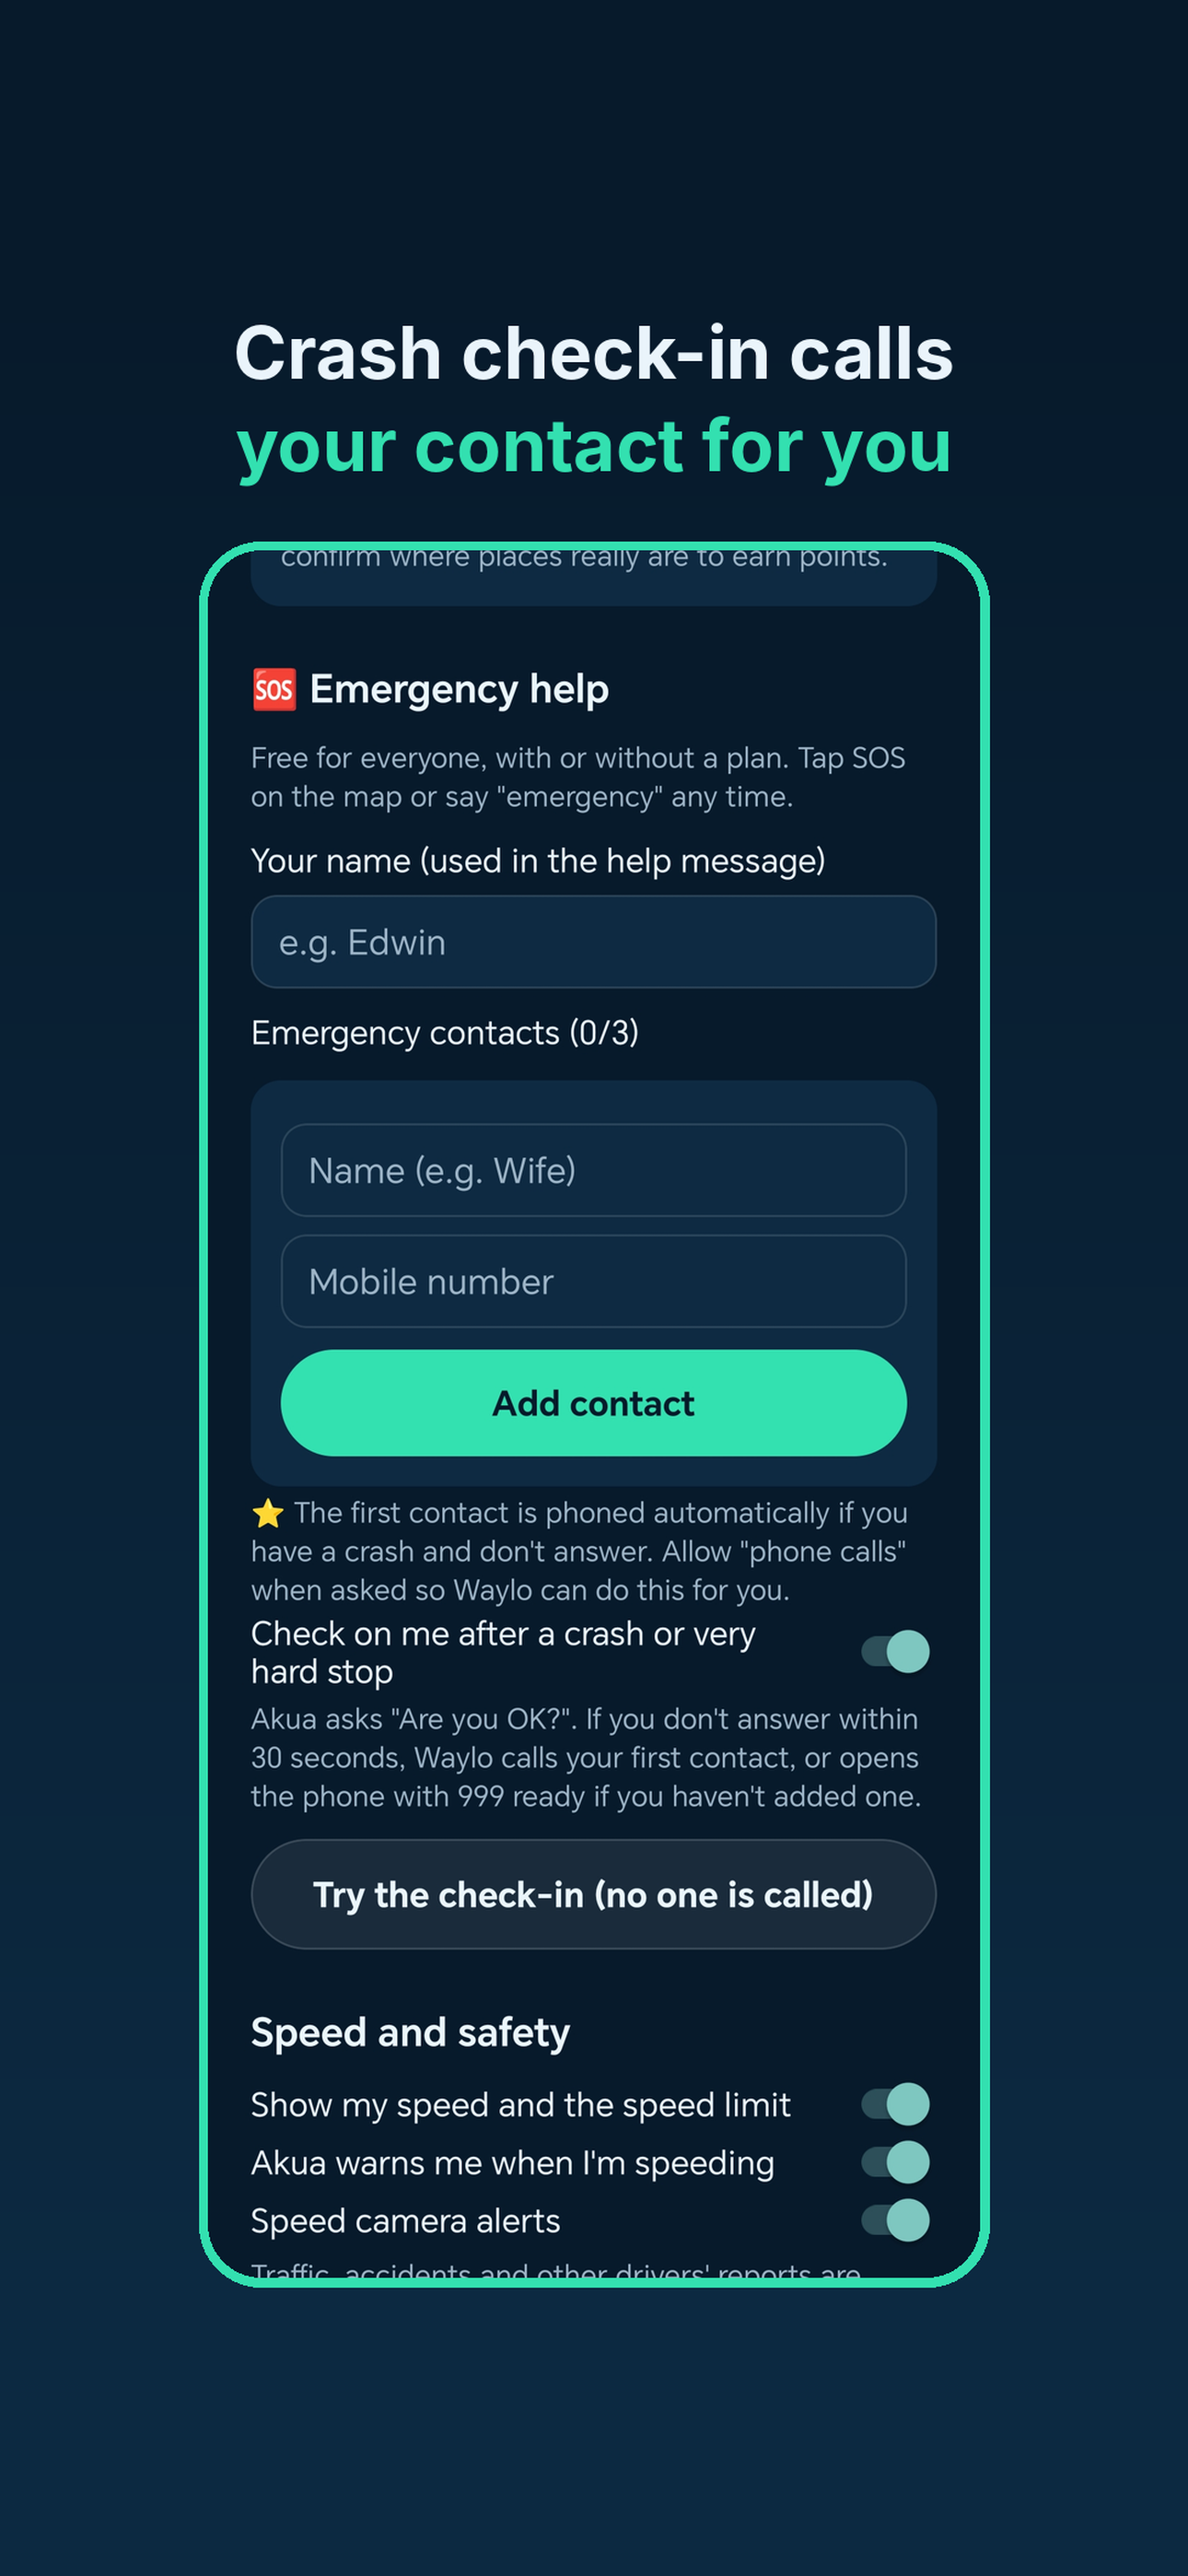 Crash check-in calls
your contact for you
confirm where places really are to earn points.
🆘 Emergency help
Free for everyone, with or without a plan. Tap SOS
on the map or say "emergency" any time.
Your name (used in the help message)
e.g. Edwin
Emergency contacts (0/3)
Name (e.g. Wife)
Mobile number
Add contact
⭐ The first contact is phoned automatically if you
have a crash and don't answer. Allow "phone calls"
when asked so Waylo can do this for you.
Check on me after a crash or very
hard stop
Akua asks "Are you OK?". If you don't answer within
30 seconds, Waylo calls your first contact, or opens
the phone with 999 ready if you haven't added one.
Try the check-in (no one is called)
Speed and safety
Show my speed and the speed limit
Akua warns me when I'm speeding
Speed camera alerts
Traffic, accidents and other drivers' reports are